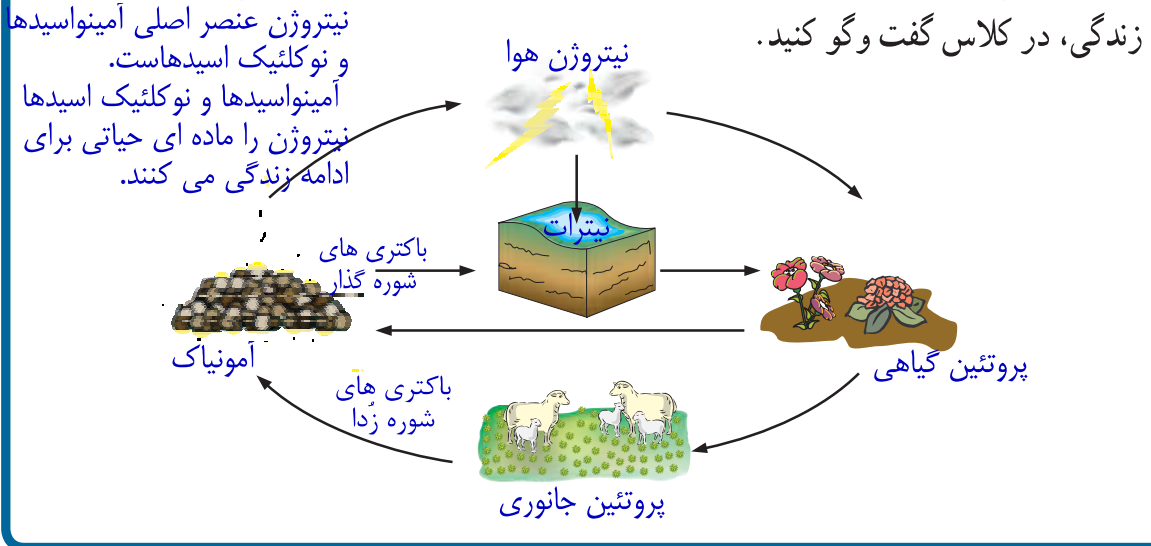 زندگی، در کلاس گفت وگو کنید.
نیتروژن عنصر اصلی آمینواسیدها
و نوکلئیک اسیدهاست.
آمینواسیدها و نوکلئیک اسیدها
نیتروژن را ماده ای حیاتی برای
ادامه زندگی می کنند.
نیتروژن هوا
نیترات
باکتری های
شوره گذار
آمونیاک
پروتئین گیاهی
باکتری های
شوره زُدا
پروتئین جانوری